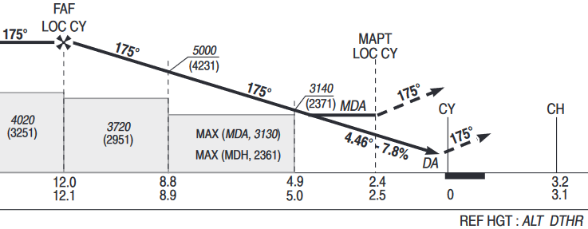 FAF
LOC CY
175°
175°
5000
(4231)
175°
3140
(2371)
MDA
MAPT
LOC CY
175°
CY
CH
175°
4020
(3251)
3720
(2951)
MAX (MDA, 3130)
MAX (MDH, 2361)
4.46° - 7.8%
DA
12.0 8.8 4.9 2.4 3.2
12.1 8.9 5.0 2.5 0 3.1
REF HGT : ALT DTHR